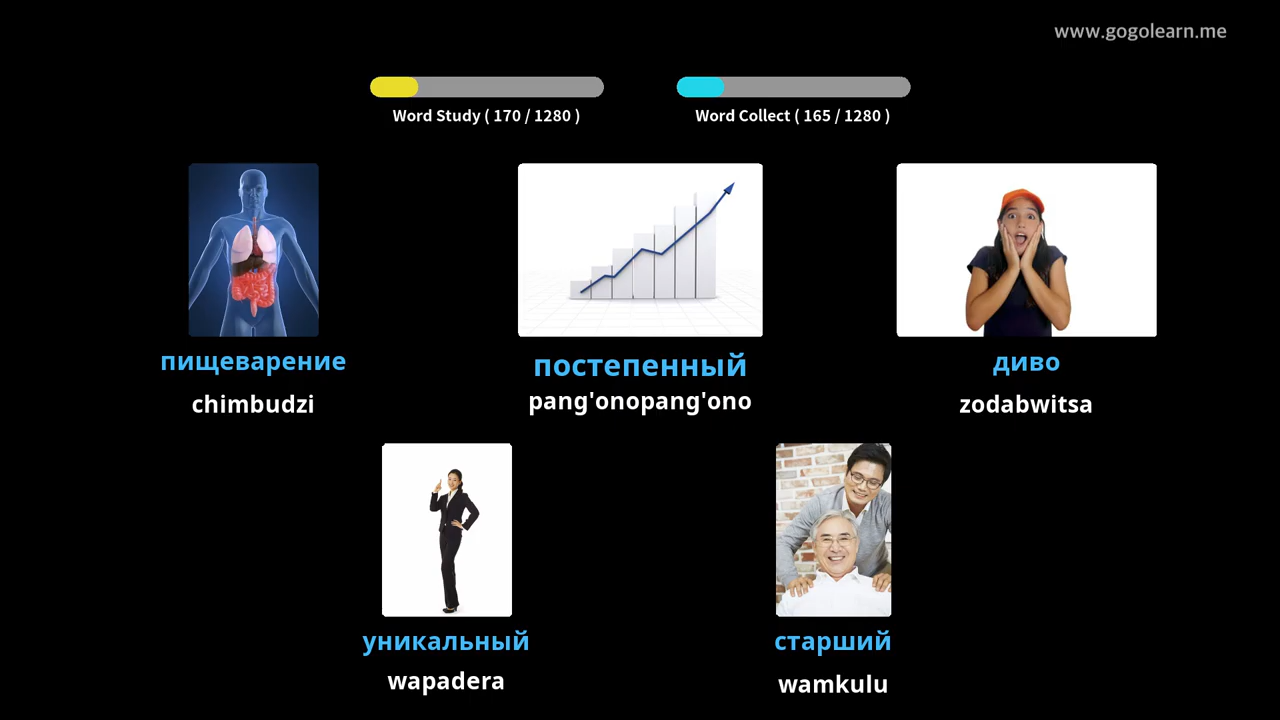 www.gogolearn.me
Word Study ( 170 / 1280 )
Word Collect ( 165 / 1280 )
пищеварение
chimbudzi
постепенный
pang'onopang'ono
диво
zodabwitsa
уникальный
wapadera
старший
wamkulu